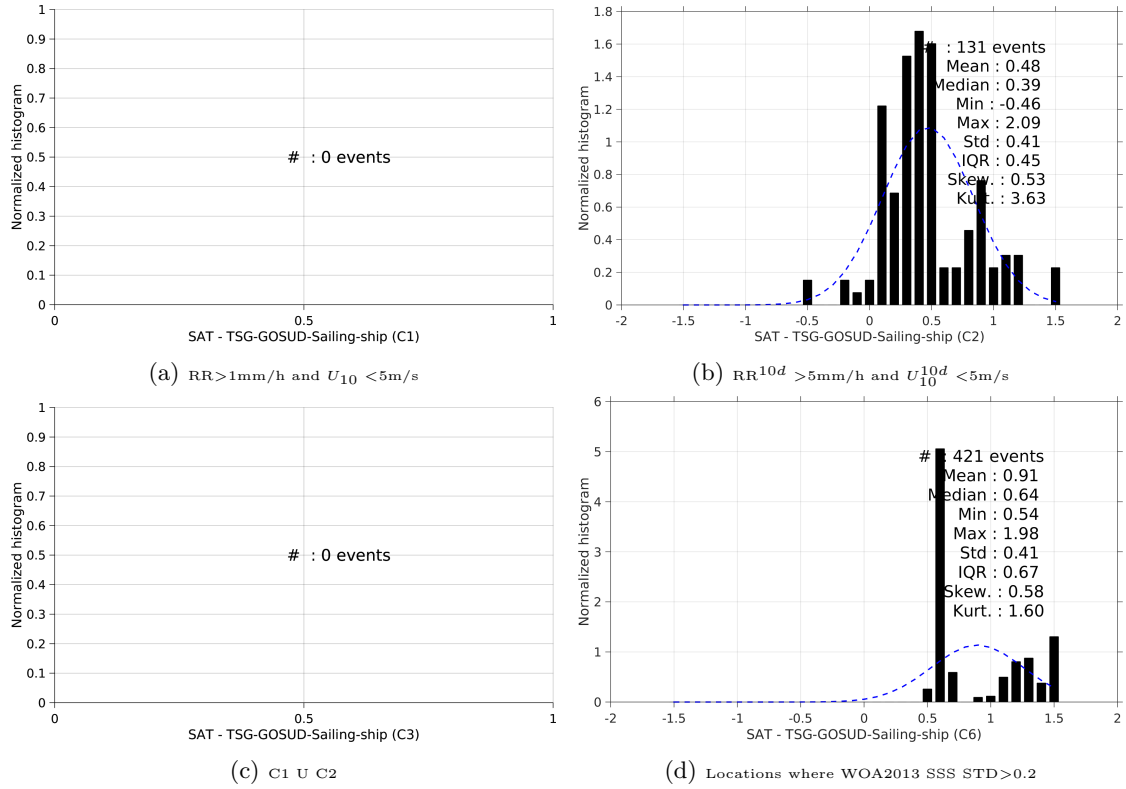 1
0.9
0.8
0.7
0.6
0.5
0.4
0.3
0.2
0.1
0
Normalized histogram
# : 0 events
0 0.5 1
SAT - TSG-GOSUD-Sailing-ship (C1)
(a) RR>1mm/h and U10 <5m/s
1.8
1.6
1.4
1.2
1
0.8
0.6
0.4
0.2
0
Normalized histogram
# : 131 events
Mean : 0.48
Median : 0.39
Min : -0.46
Max : 2.09
Std : 0.41
IQR : 0.45
Skew. : 0.53
Kurt. : 3.63
-2 -1.5 -1 -0.5 0 0.5 1 1.5 2
SAT - TSG-GOSUD-Sailing-ship (C2)
(b) RR10d >5mm/h and U10d10 <5m/s
1
0.9
0.8
0.7
0.6
0.5
0.4
0.3
0.2
0.1
0
Normalized histogram
# : 0 events
0 0.5 1
SAT - TSG-GOSUD-Sailing-ship (C3)
(c) C1 U C2
6
5
4
3
2
1
0
Normalized histogram
# : 421 events
Mean : 0.91
Median : 0.64
Min : 0.54
Max : 1.98
Std : 0.41
IQR : 0.67
Skew. : 0.58
Kurt. : 1.60
-2 -1.5 -1 -0.5 0 0.5 1 1.5 2
SAT - TSG-GOSUD-Sailing-ship (C6)
(d) Locations where WOA2013 SSS STD>0.2